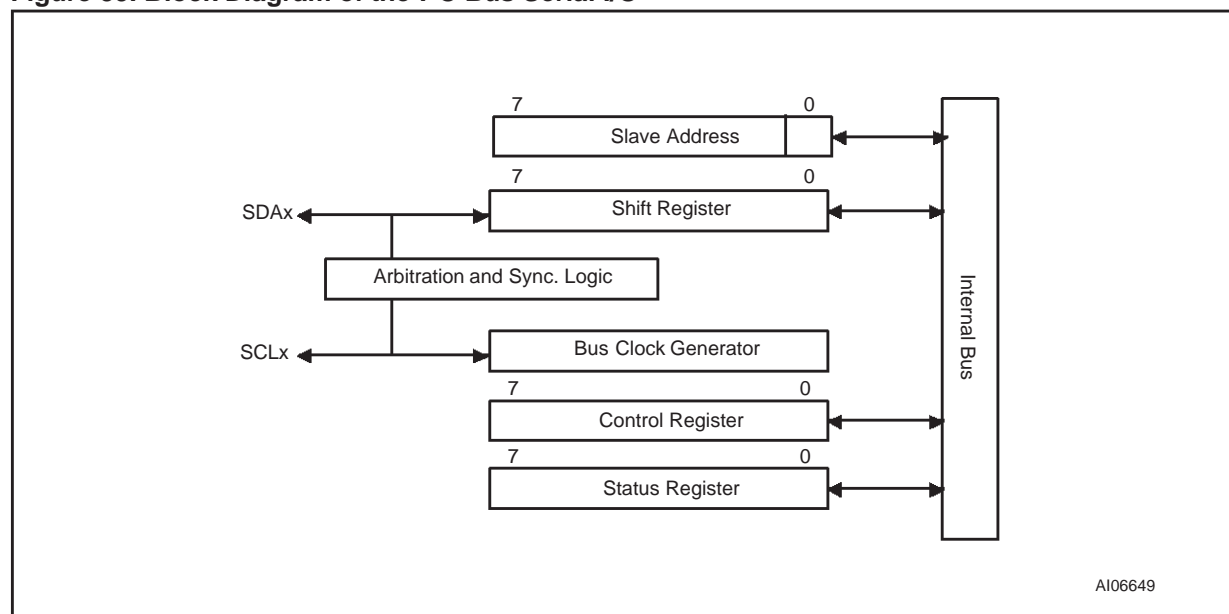 7 0
Slave Address
7 0
SDAx
Shift Register
Arbitration and Sync. Logic
SCLx
Bus Clock Generator
Internal Bus
7 0
Control Register
7 0
Status Register
AI06649